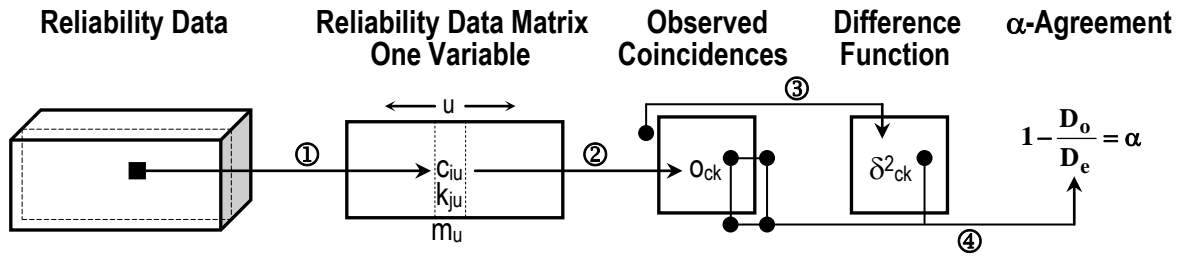 Reliability Data
Reliability Data Matrix
One Variable
Observed
Coincidences
Difference
Function
α-Agreement
u
①
②
③
④
c_iu
k_ju
m_u
o_ck
δ²_ck
1 − D_o/D_e = α